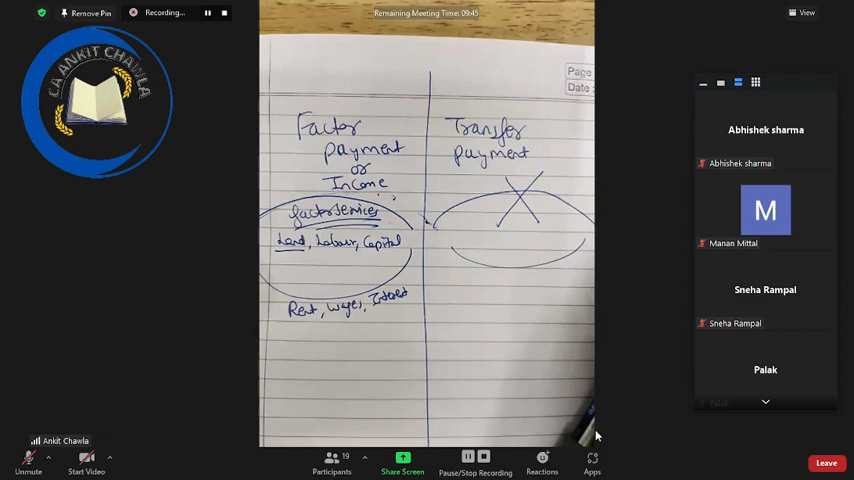 Remaining Meeting Time: 09:45
Remove Pin
Recording...
View
CA ANKIT CHAWLA
Page
Date:
Factor
payment
or
Income
factor services
Land, Labour, Capital
Rent, wages, Interest
Transfer
payment
Abhishek sharma
Abhishek sharma
M
Manan Mittal
Sneha Rampal
Sneha Rampal
Palak
Palak
Ankit Chawla
Unmute
Start Video
19
Participants
Share Screen
Pause/Stop Recording
Reactions
Apps
Leave